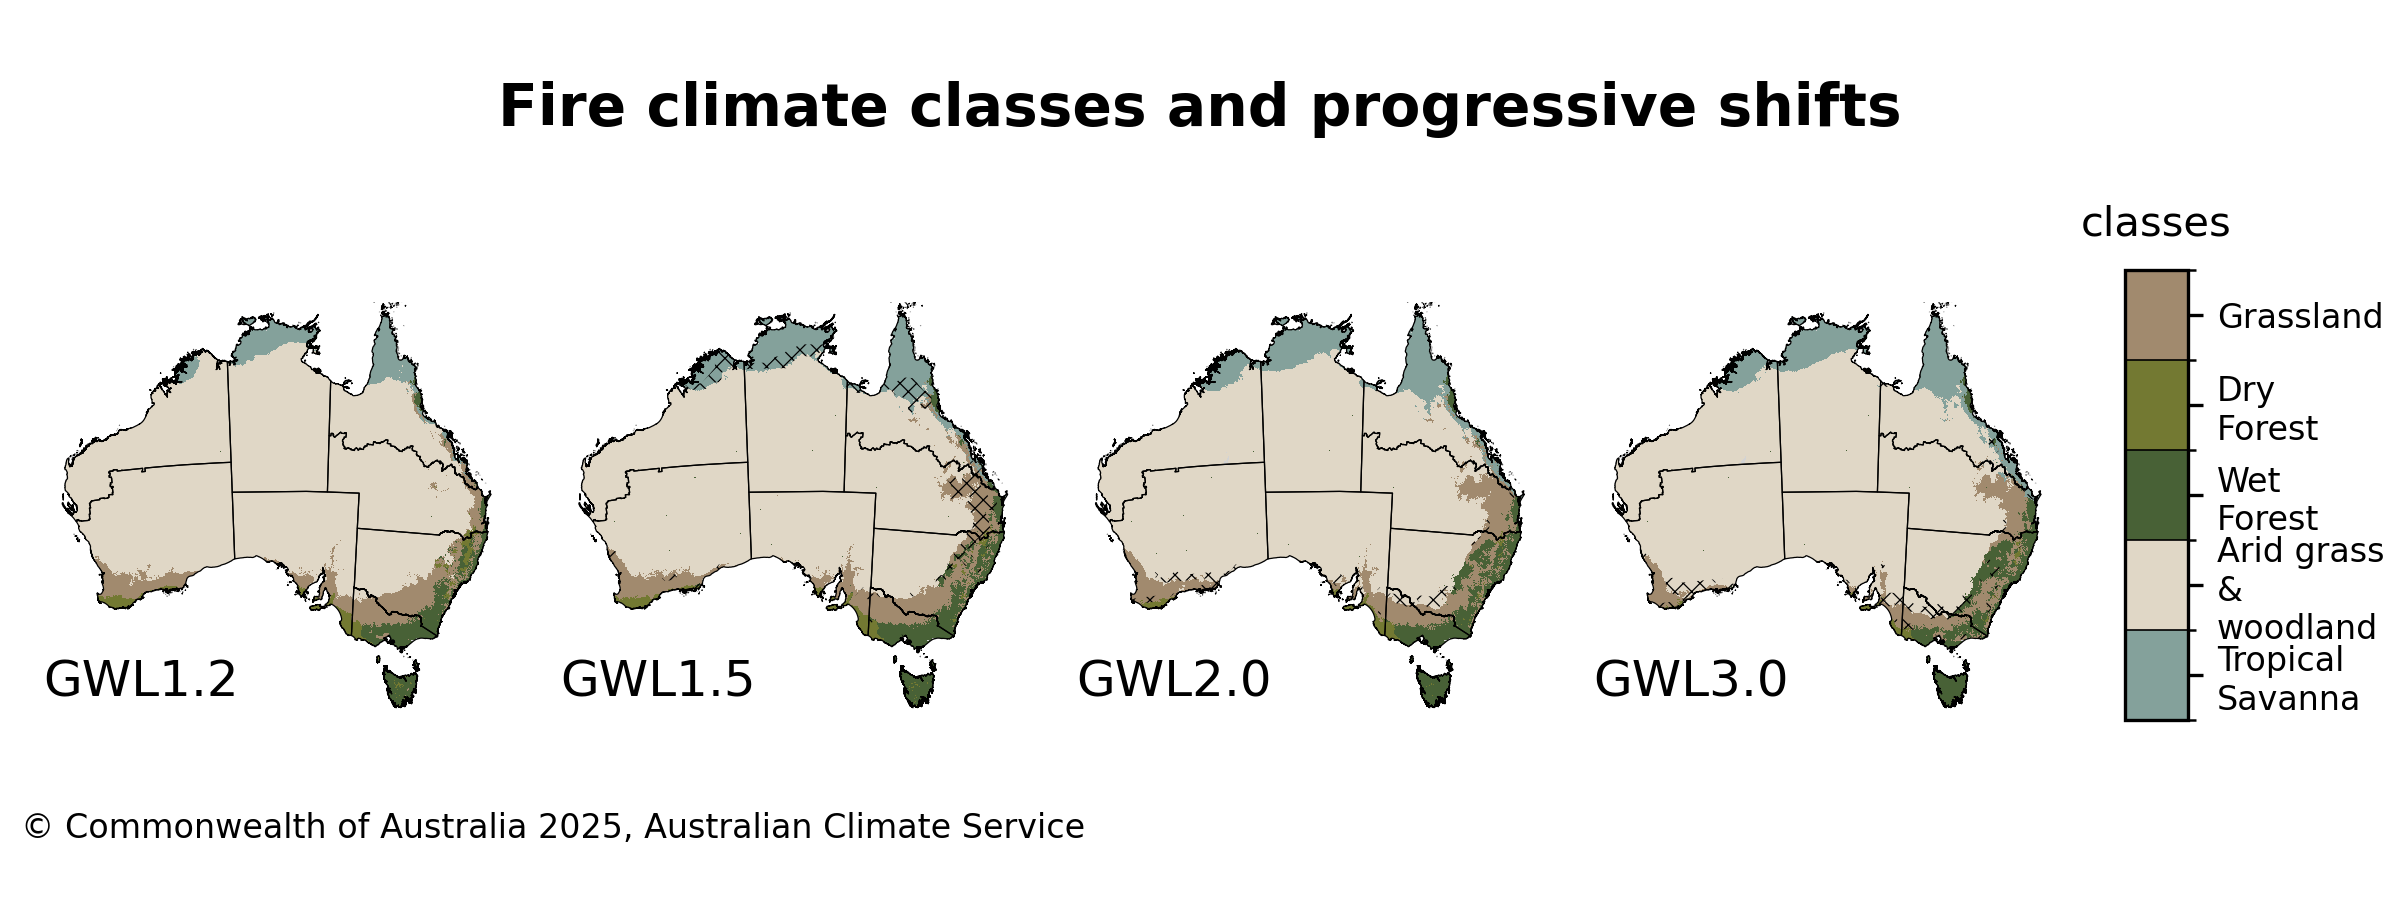 Fire climate classes and progressive shifts
classes
Grassland
Dry
Forest
Wet
Forest
Arid grass
&
woodland
Tropical
Savanna
GWL1.2
GWL1.5
GWL2.0
GWL3.0
© Commonwealth of Australia 2025, Australian Climate Service